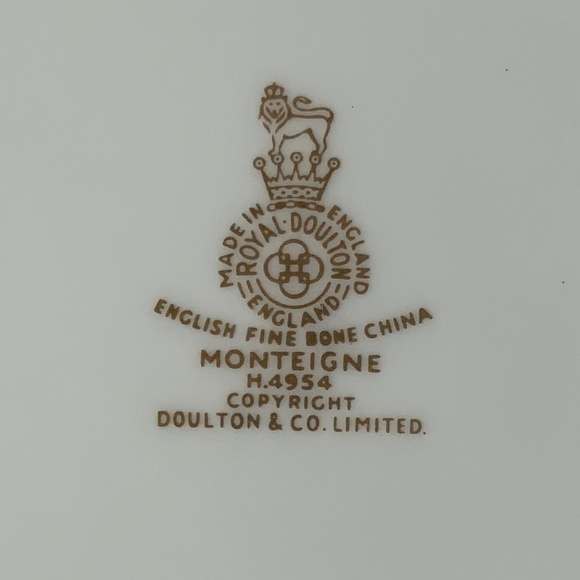 MADE IN ENGLAND
ROYAL·DOULTON
ENGLAND
ENGLISH FINE BONE CHINA
MONTEIGNE
H.4954
COPYRIGHT
DOULTON & CO. LIMITED.